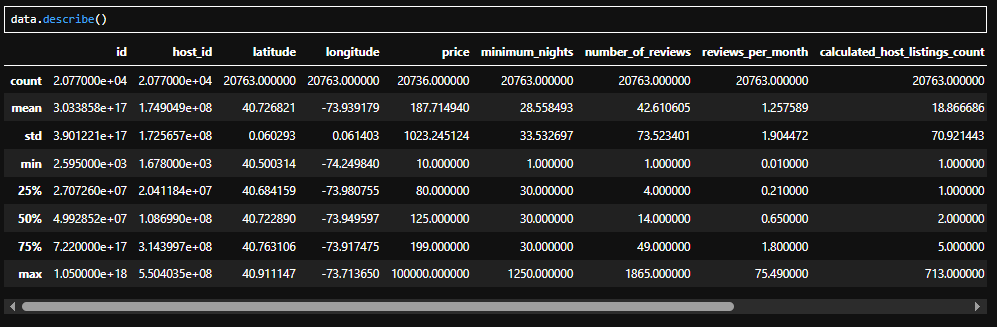 data.describe()
id host_id latitude longitude price minimum_nights number_of_reviews reviews_per_month calculated_host_listings_count
count 2.077000e+04 2.077000e+04 20763.000000 20763.000000 20736.000000 20763.000000 20763.000000 20763.000000 20763.000000
mean 3.033858e+17 1.749049e+08 40.726821 -73.939179 187.714940 28.558493 42.610605 1.257589 18.866686
std 3.901221e+17 1.725657e+08 0.060293 0.061403 1023.245124 33.532697 73.523401 1.904472 70.921443
min 2.595000e+03 1.678000e+03 40.500314 -74.249840 10.000000 1.000000 1.000000 0.010000 1.000000
25% 2.707260e+07 2.041184e+07 40.684159 -73.980755 80.000000 30.000000 4.000000 0.210000 1.000000
50% 4.992852e+07 1.086990e+08 40.722890 -73.949597 125.000000 30.000000 14.000000 0.650000 2.000000
75% 7.220000e+17 3.143997e+08 40.763106 -73.917475 199.000000 30.000000 49.000000 1.800000 5.000000
max 1.050000e+18 5.504035e+08 40.911147 -73.713650 100000.000000 1250.000000 1865.000000 75.490000 713.000000